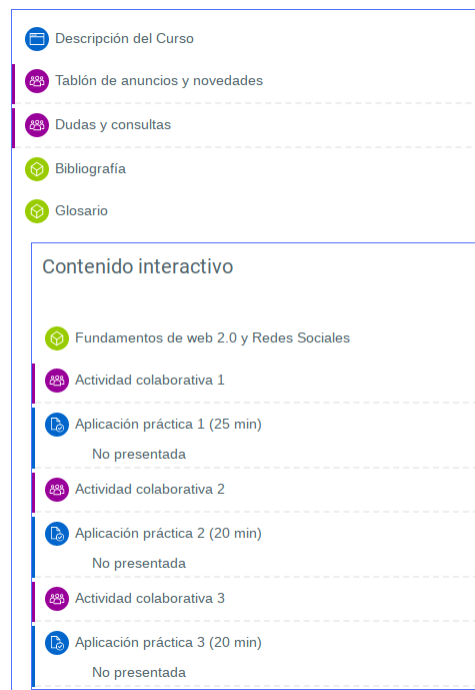 Descripción del Curso
Tablón de anuncios y novedades
Dudas y consultas
Bibliografía
Glosario
Contenido interactivo
Fundamentos de web 2.0 y Redes Sociales
Actividad colaborativa 1
Aplicación práctica 1 (25 min)
No presentada
Actividad colaborativa 2
Aplicación práctica 2 (20 min)
No presentada
Actividad colaborativa 3
Aplicación práctica 3 (20 min)
No presentada